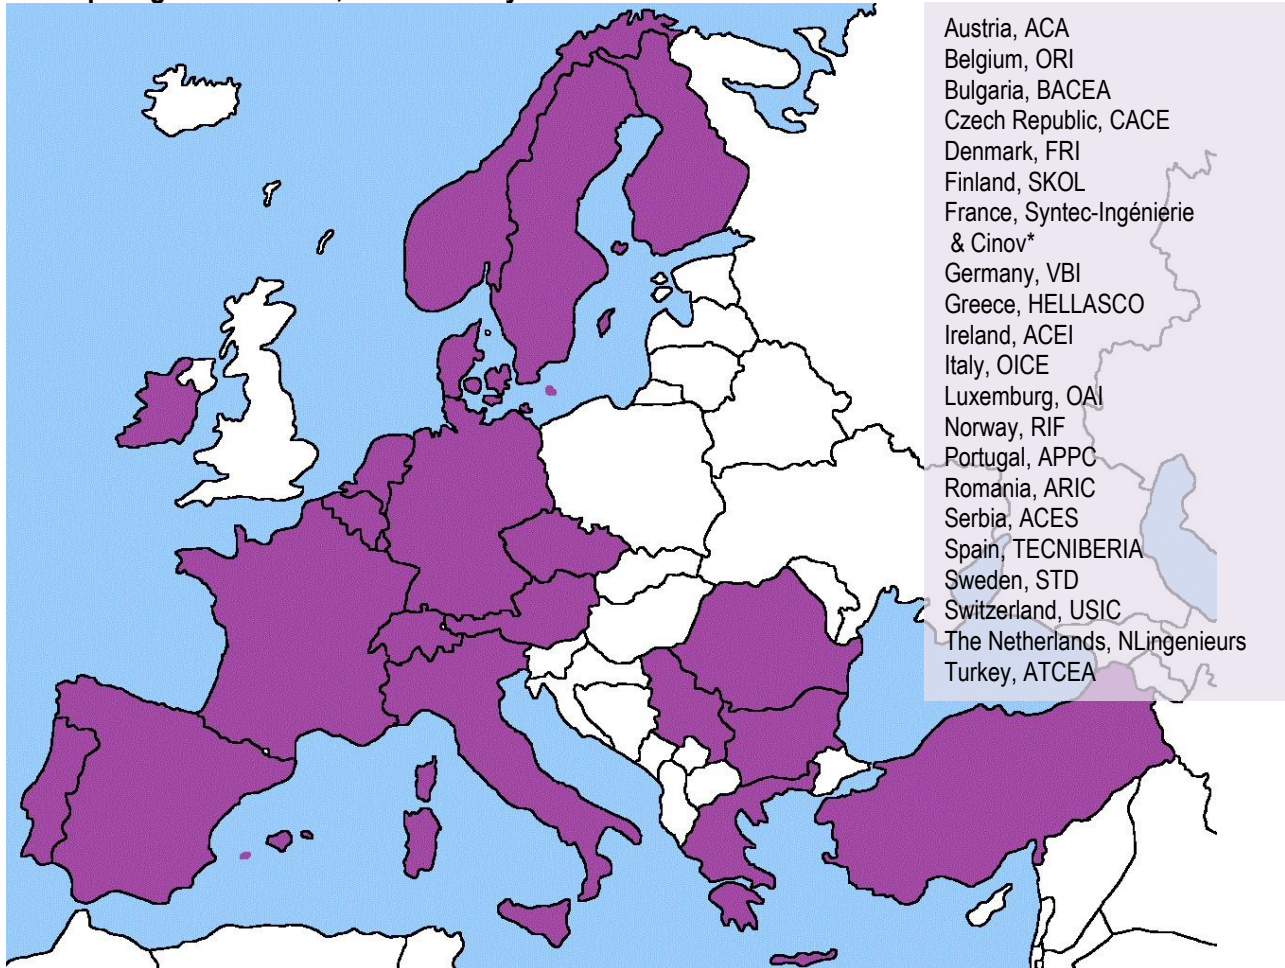 Austria, ACA
Belgium, ORI
Bulgaria, BACEA
Czech Republic, CACE
Denmark, FRI
Finland, SKOL
France, Syntec-Ingénierie
& Cinov*
Germany, VBI
Greece, HELLASCO
Ireland, ACEI
Italy, OICE
Luxemburg, OAI
Norway, RIF
Portugal, APPC
Romania, ARIC
Serbia, ACES
Spain, TECNIBERIA
Sweden, STD
Switzerland, USIC
The Netherlands, NLingenieurs
Turkey, ATCEA